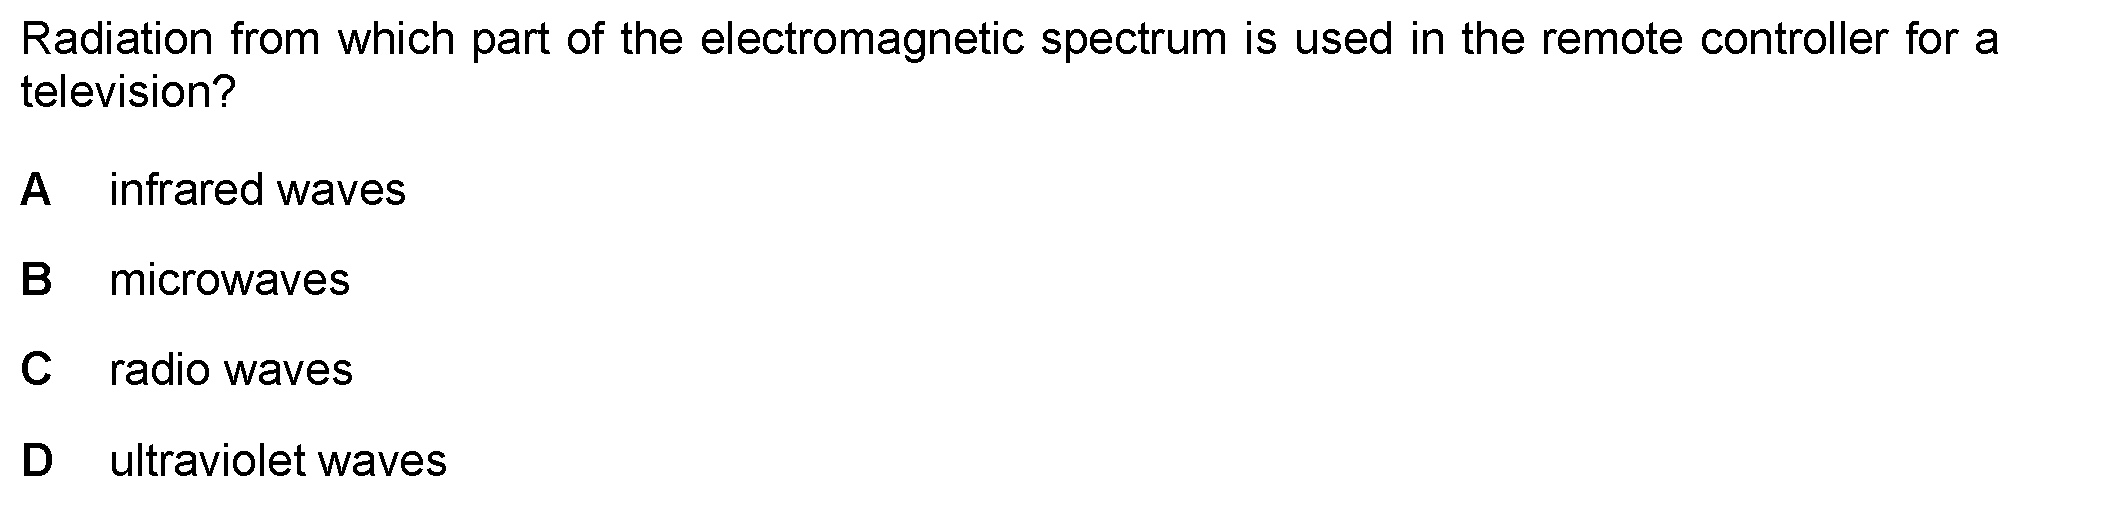 Radiation from which part of the electromagnetic spectrum is used in the remote controller for a
television?
A infrared waves
B microwaves
C radio waves
D ultraviolet waves